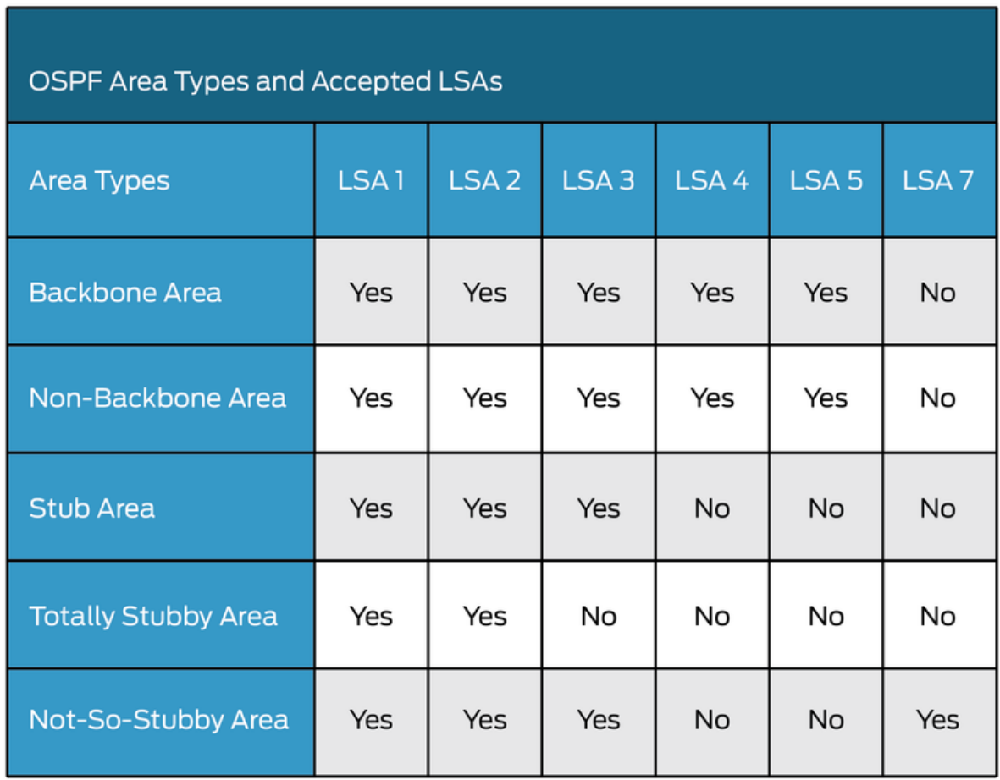 OSPF Area Types and Accepted LSAs
Area Types LSA 1 LSA 2 LSA 3 LSA 4 LSA 5 LSA 7
Backbone Area Yes Yes Yes Yes Yes No
Non-Backbone Area Yes Yes Yes Yes Yes No
Stub Area Yes Yes Yes No No No
Totally Stubby Area Yes Yes No No No No
Not-So-Stubby Area Yes Yes Yes No No Yes